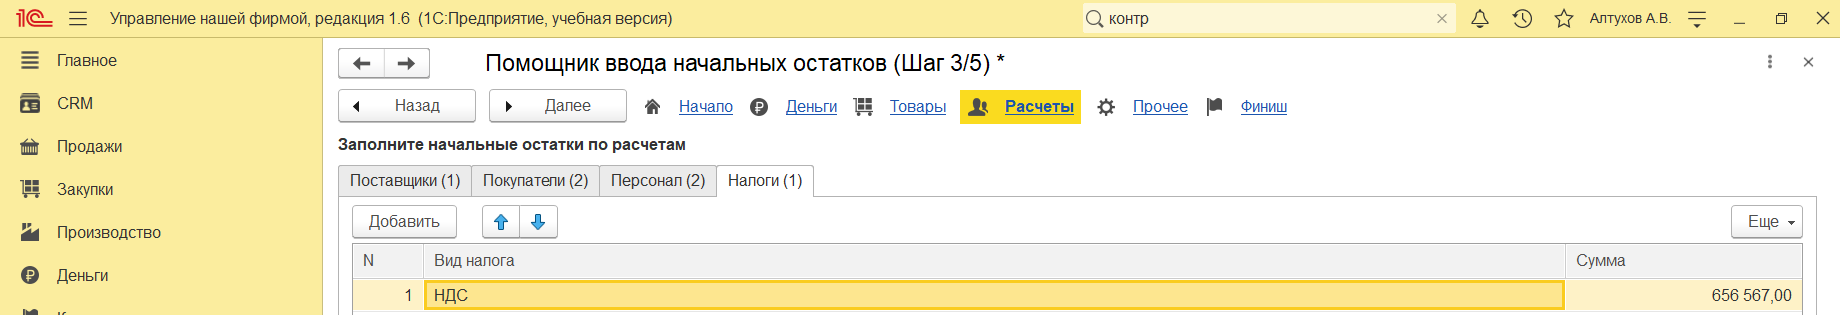 1С Управление нашей фирмой, редакция 1.6 (1С:Предприятие, учебная версия) контр Алтухов А.В.
Главное
CRM
Продажи
Закупки
Производство
Деньги
Помощник ввода начальных остатков (Шаг 3/5) *
Назад Далее Начало Деньги Товары Расчеты Прочее Финиш
Заполните начальные остатки по расчетам
Поставщики (1) Покупатели (2) Персонал (2) Налоги (1)
Добавить Еще
N Вид налога Сумма
1 НДС 656 567,00